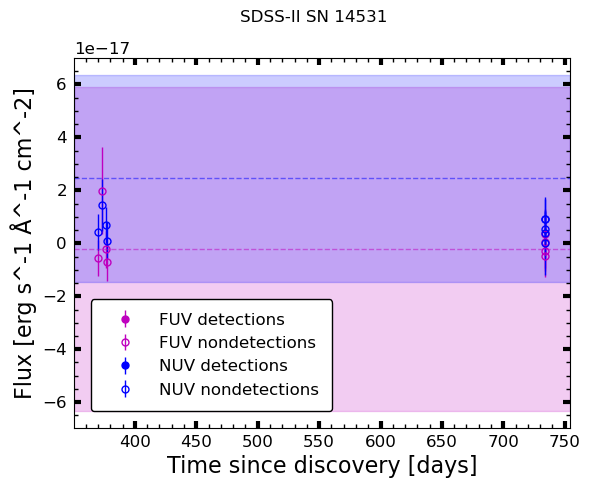 SDSS-II SN 14531
1e−17
Flux [erg s^-1 Å^-1 cm^-2]
6
4
2
0
−2
−4
−6
FUV detections
FUV nondetections
NUV detections
NUV nondetections
400 450 500 550 600 650 700 750
Time since discovery [days]